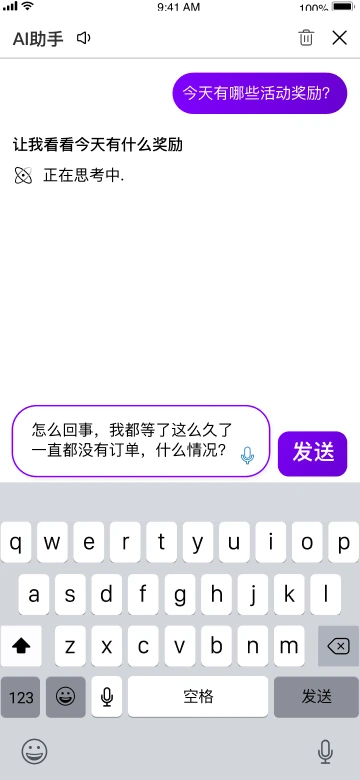 9:41 AM
100%
AI助手
今天有哪些活动奖励?
让我看看今天有什么奖励
正在思考中.
怎么回事，我都等了这么久了
一直都没有订单，什么情况?
发送
q w e r t y u i o p
a s d f g h j k l
z x c v b n m
123 空格 发送